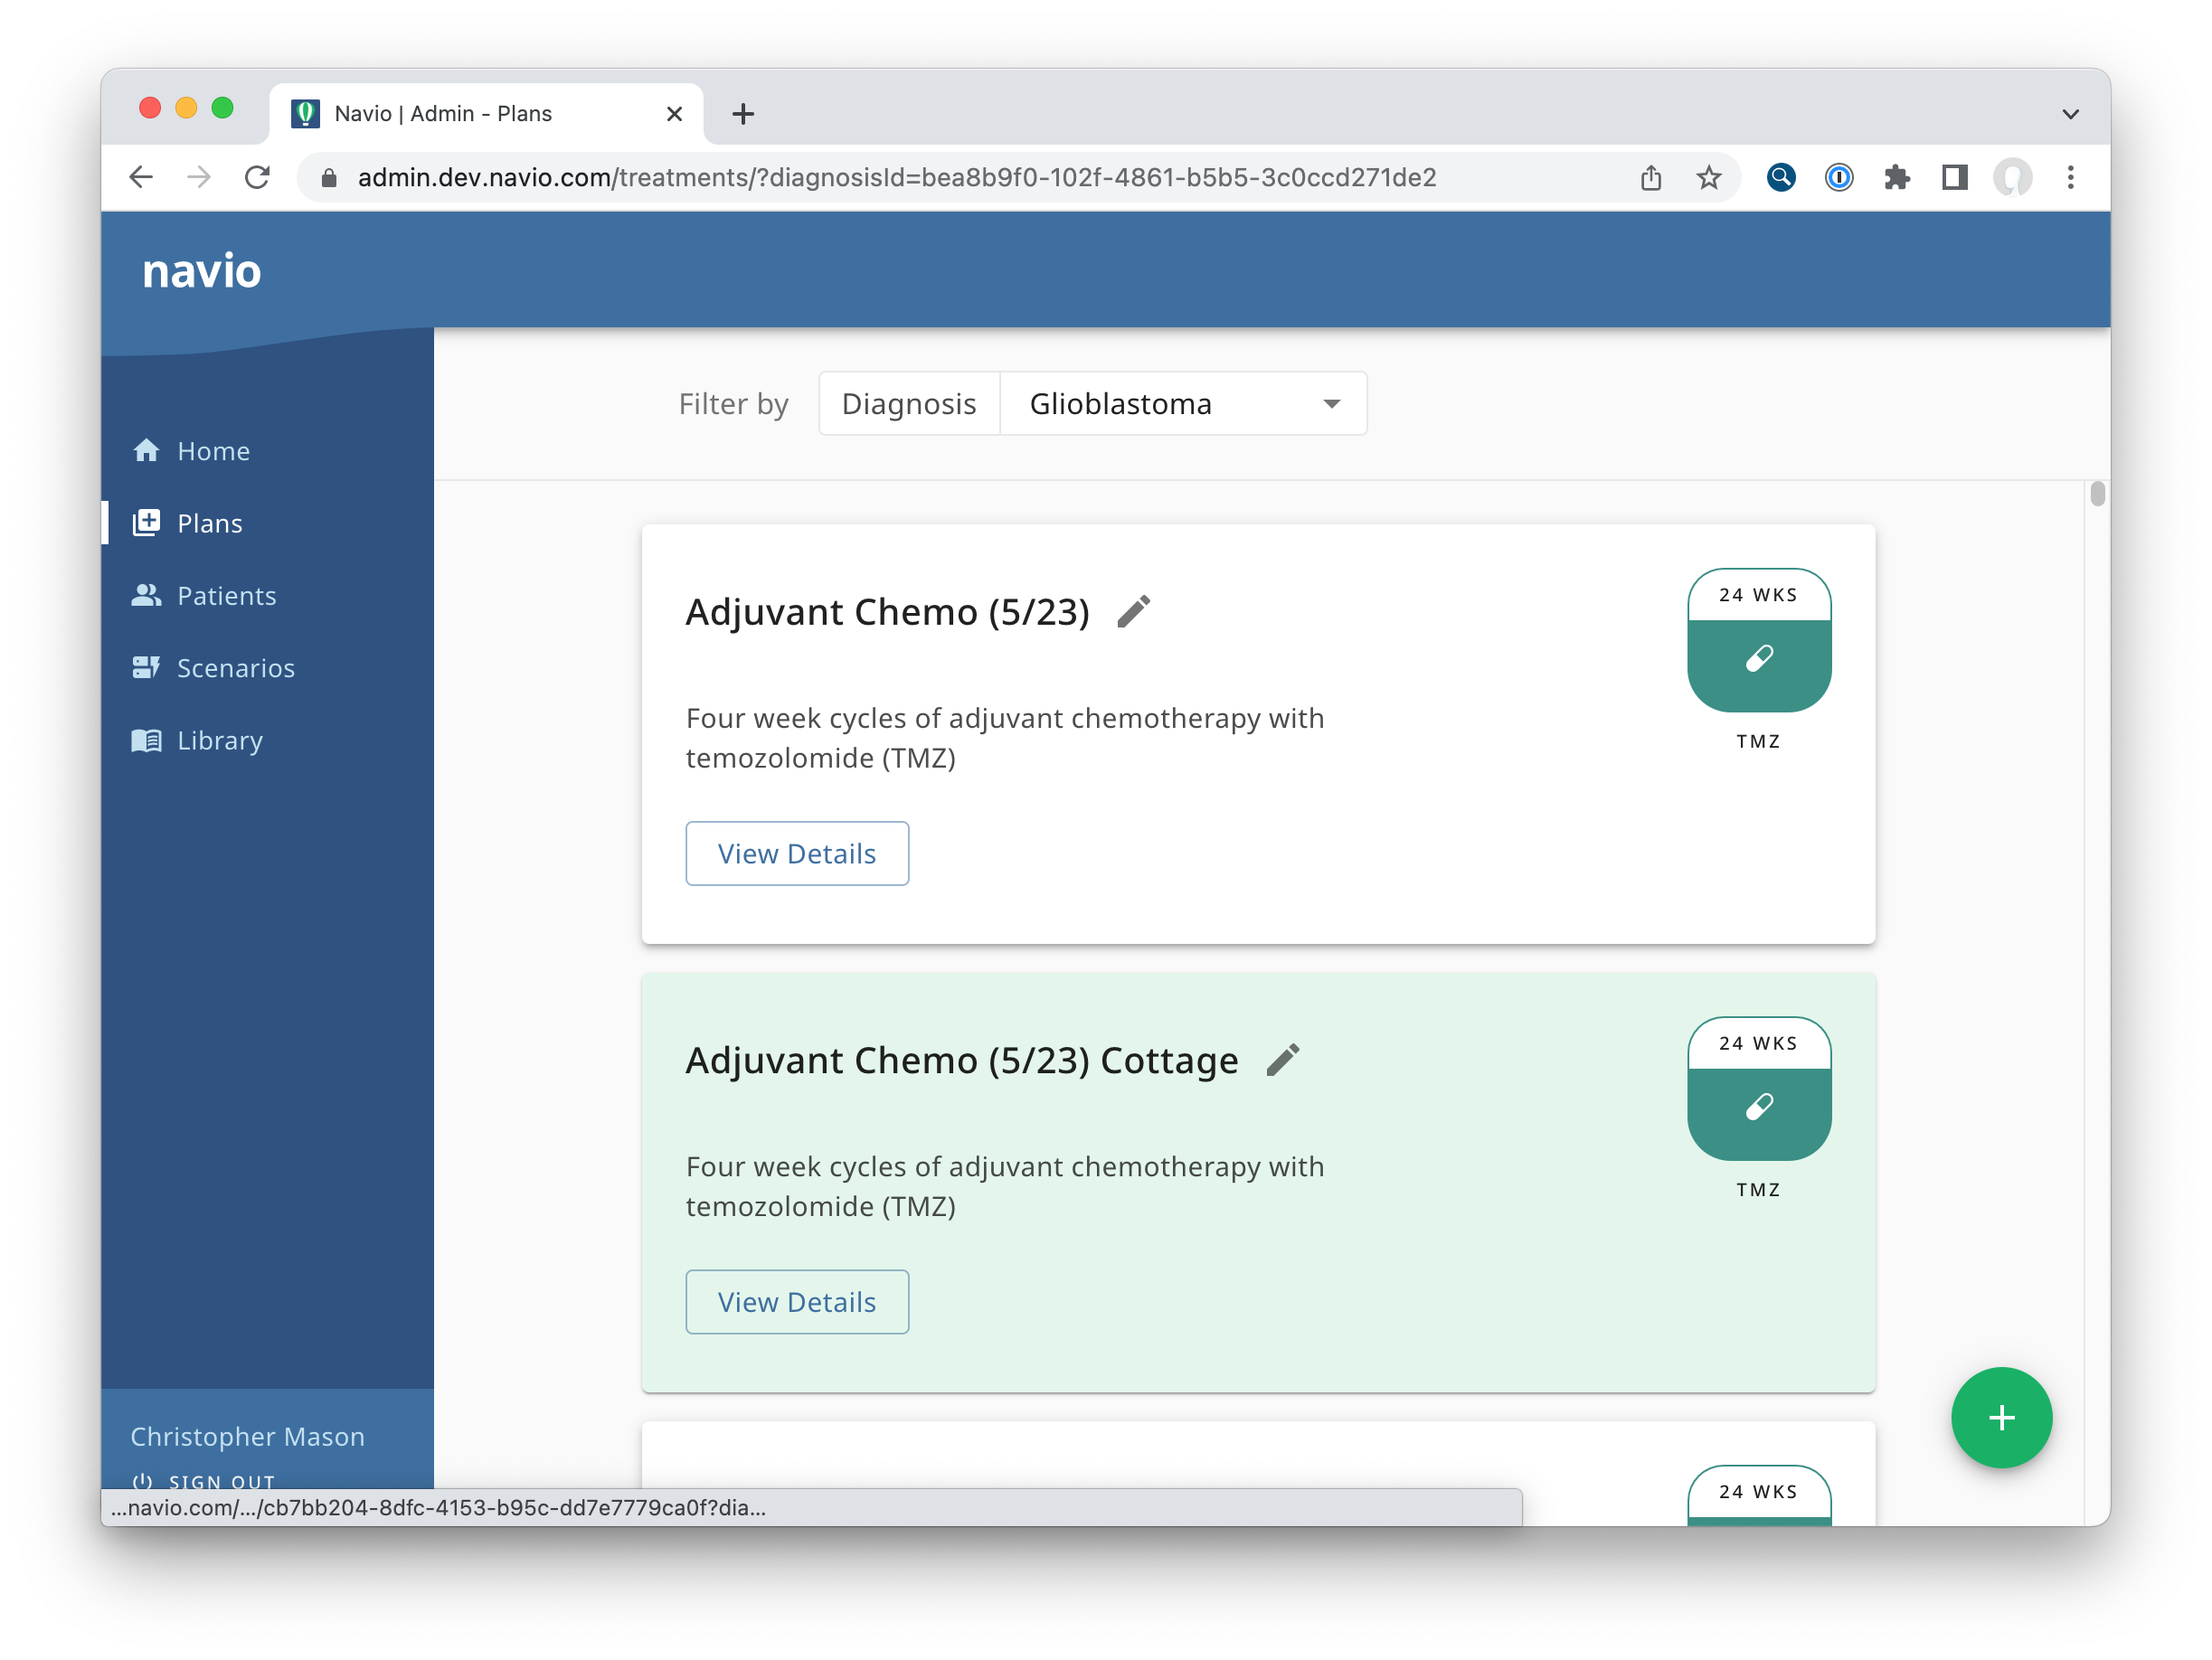 Navio | Admin - Plans
admin.dev.navio.com/treatments/?diagnosisId=bea8b9f0-102f-4861-b5b5-3c0ccd271de2
navio
Home
Plans
Patients
Scenarios
Library
Christopher Mason
SIGN OUT
Filter by Diagnosis Glioblastoma
Adjuvant Chemo (5/23)
Four week cycles of adjuvant chemotherapy with
temozolomide (TMZ)
View Details
24 WKS
TMZ
Adjuvant Chemo (5/23) Cottage
Four week cycles of adjuvant chemotherapy with
temozolomide (TMZ)
View Details
24 WKS
TMZ
24 WKS
...navio.com/.../cb7bb204-8dfc-4153-b95c-dd7e7779ca0f?dia...